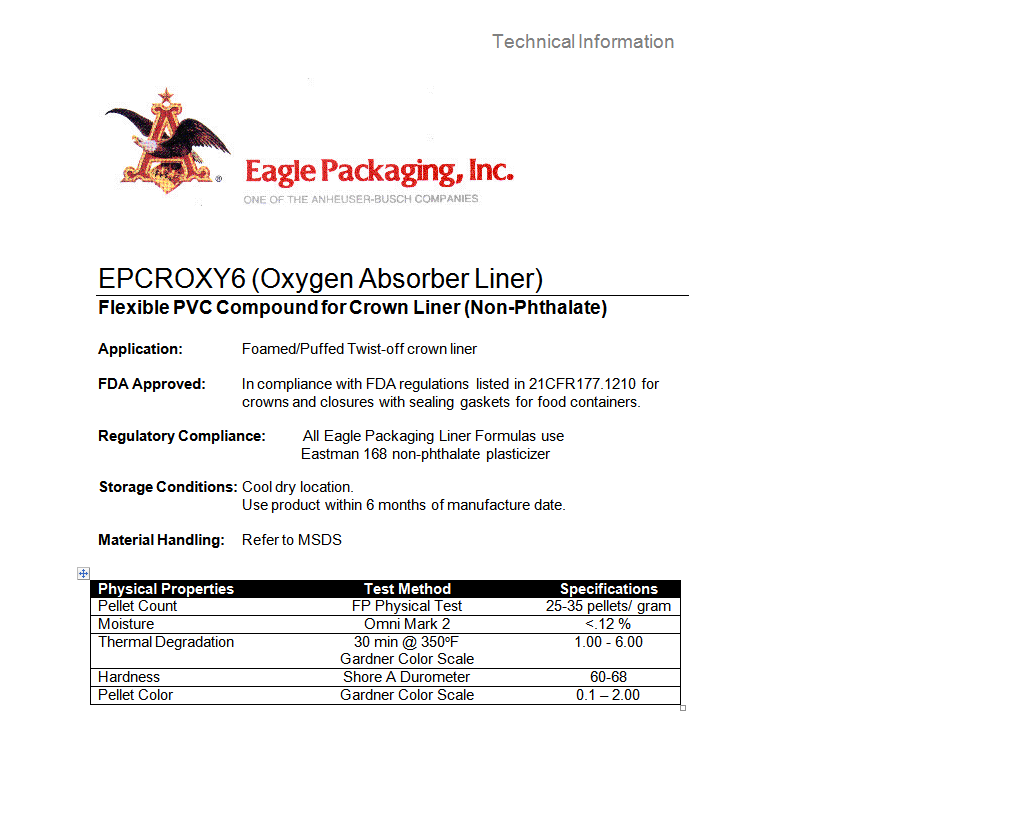 Technical Information
A
®
Eagle Packaging, Inc.
ONE OF THE ANHEUSER-BUSCH COMPANIES
EPCROXY6 (Oxygen Absorber Liner)
Flexible PVC Compound for Crown Liner (Non-Phthalate)
Application: Foamed/Puffed Twist-off crown liner
FDA Approved: In compliance with FDA regulations listed in 21CFR177.1210 for
crowns and closures with sealing gaskets for food containers.
Regulatory Compliance: All Eagle Packaging Liner Formulas use
Eastman 168 non-phthalate plasticizer
Storage Conditions: Cool dry location.
Use product within 6 months of manufacture date.
Material Handling: Refer to MSDS
Physical Properties Test Method Specifications
Pellet Count FP Physical Test 25-35 pellets/ gram
Moisture Omni Mark 2 <.12 %
Thermal Degradation 30 min @ 350ºF 1.00 - 6.00
Gardner Color Scale
Hardness Shore A Durometer 60-68
Pellet Color Gardner Color Scale 0.1 – 2.00